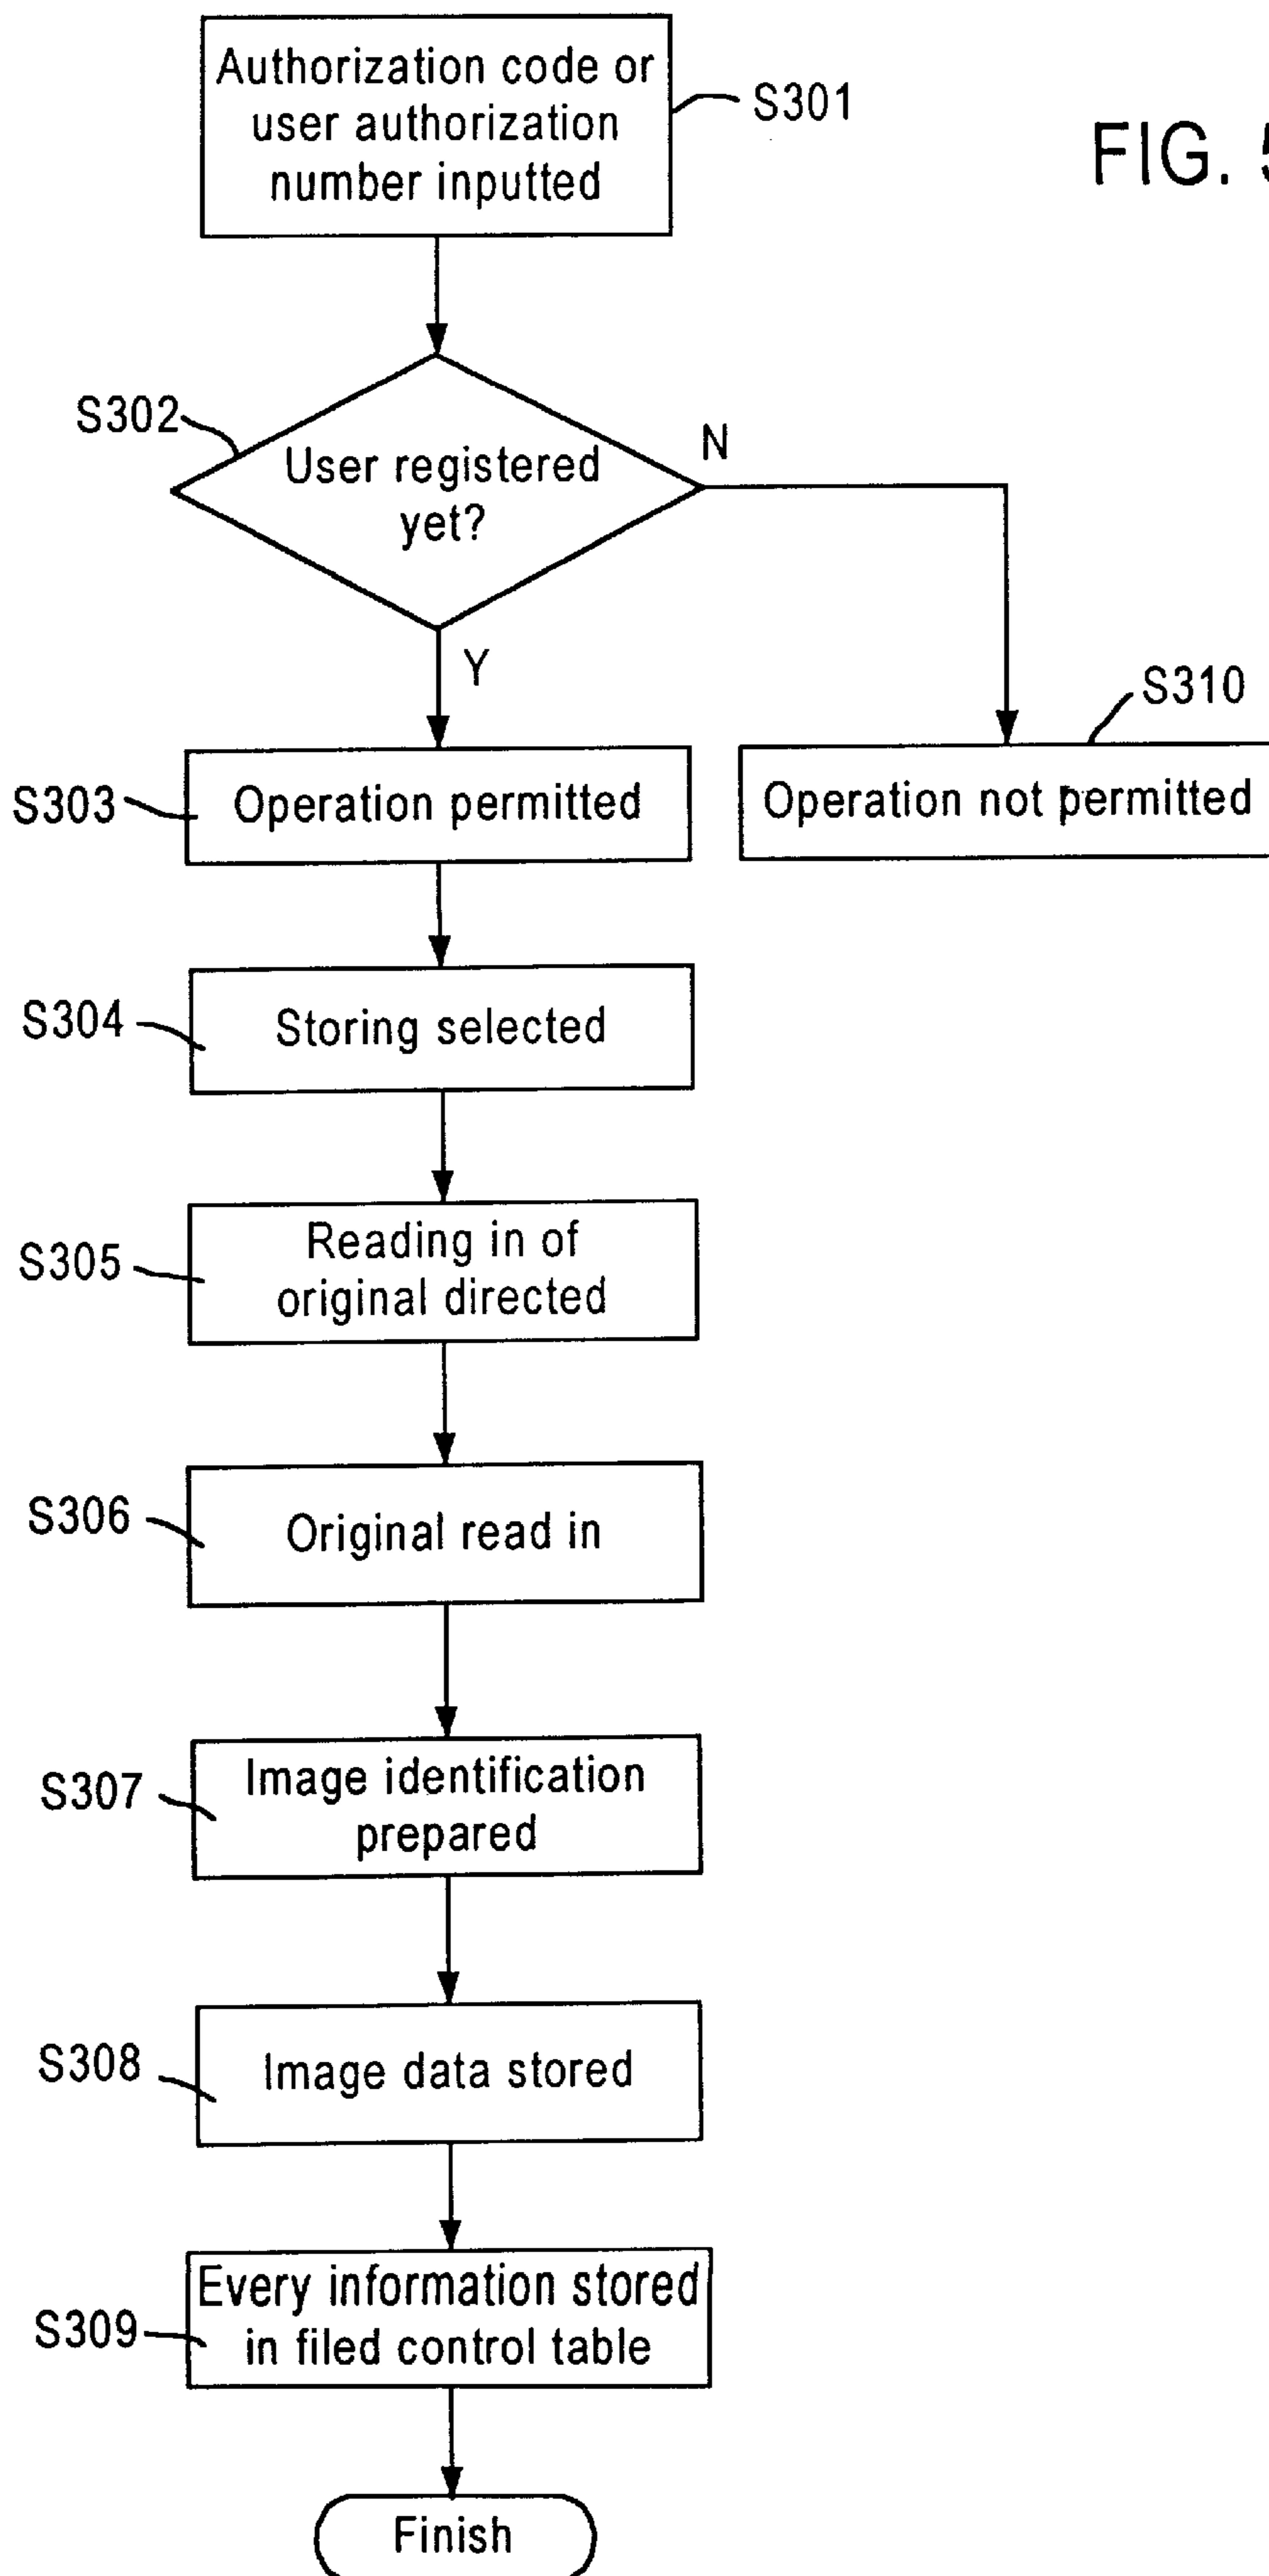 Authorization code or
user authorization
number inputted
S301
FIG. 5
S302
User registered
yet?
N
Y
S310
S303
Operation permitted
Operation not permitted
S304
Storing selected
S305
Reading in of
original directed
S306
Original read in
S307
Image identification
prepared
S308
Image data stored
S309
Every information stored
in filed control table
Finish